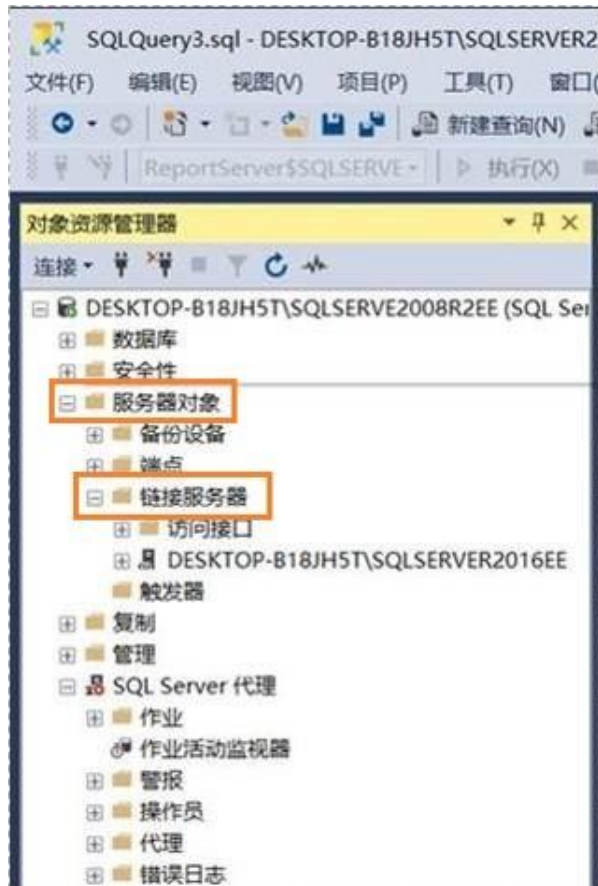 SQLQuery3.sql - DESKTOP-B18JH5T\SQLSERVER2
文件(F) 编辑(E) 视图(V) 项目(P) 工具(T) 窗口(
新建查询(N)
ReportServer$SQLSERVE 执行(X)
对象资源管理器
连接
DESKTOP-B18JH5T\SQLSERVE2008R2EE (SQL Ser
数据库
安全性
服务器对象
备份设备
端点
链接服务器
访问接口
DESKTOP-B18JH5T\SQLSERVER2016EE
触发器
复制
管理
SQL Server 代理
作业
作业活动监视器
警报
操作员
代理
错误日志